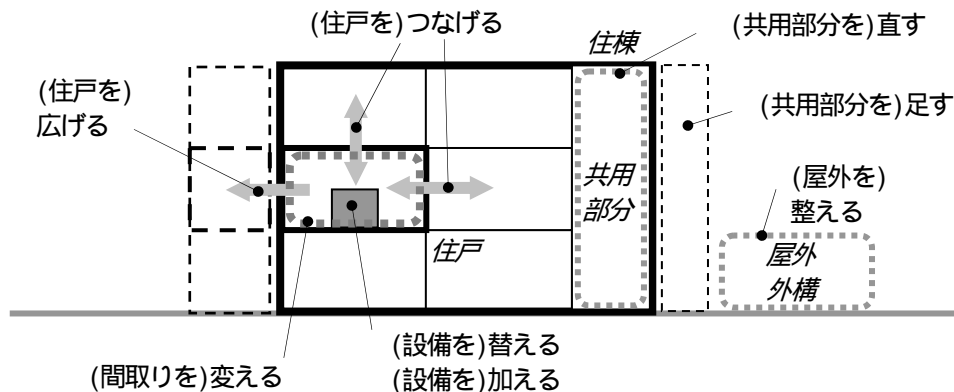 (住戸を)つなげる
住棟
(共用部分を)直す
(住戸を)
広げる
(共用部分を)足す
共用
部分
(屋外を)
整える
住戸
屋外
外構
(間取りを)変える
(設備を)替える
(設備を)加える